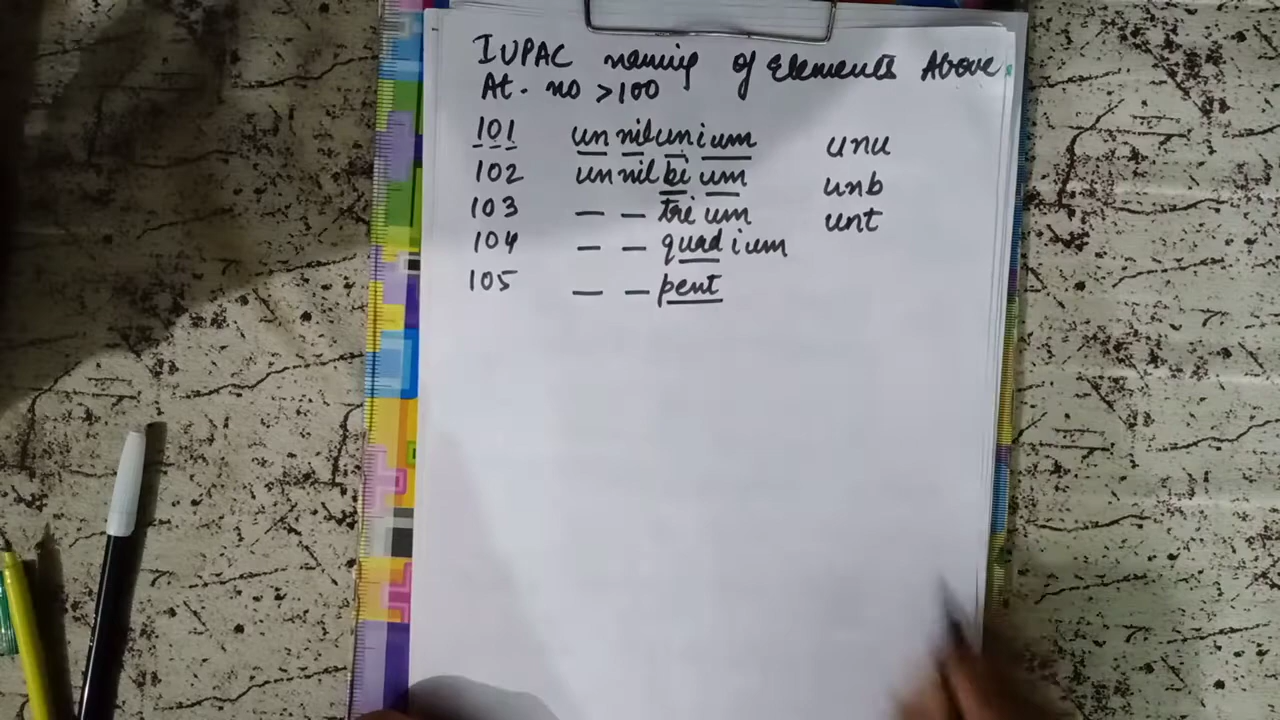 IUPAC naming of Elements Above
At. no >100
101 unnilunium unu
102 unnilbium unb
103 — — trium unt
104 — — quadium
105 — — pent